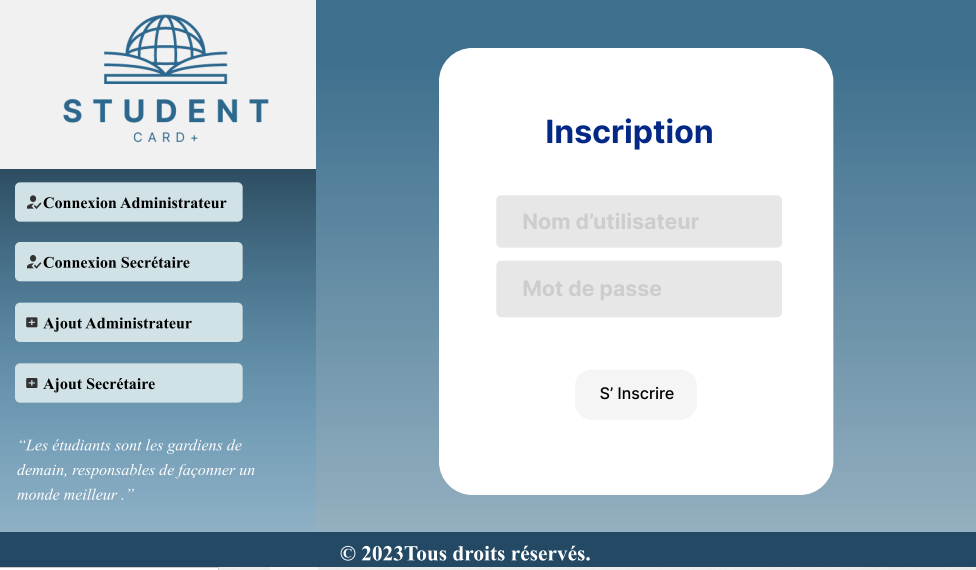 STUDENT
CARD+
Connexion Administrateur
Connexion Secrétaire
Ajout Administrateur
Ajout Secrétaire
“Les étudiants sont les gardiens de
demain, responsables de façonner un
monde meilleur .”
Inscription
Nom d’utilisateur
Mot de passe
S’ Inscrire
© 2023Tous droits réservés.